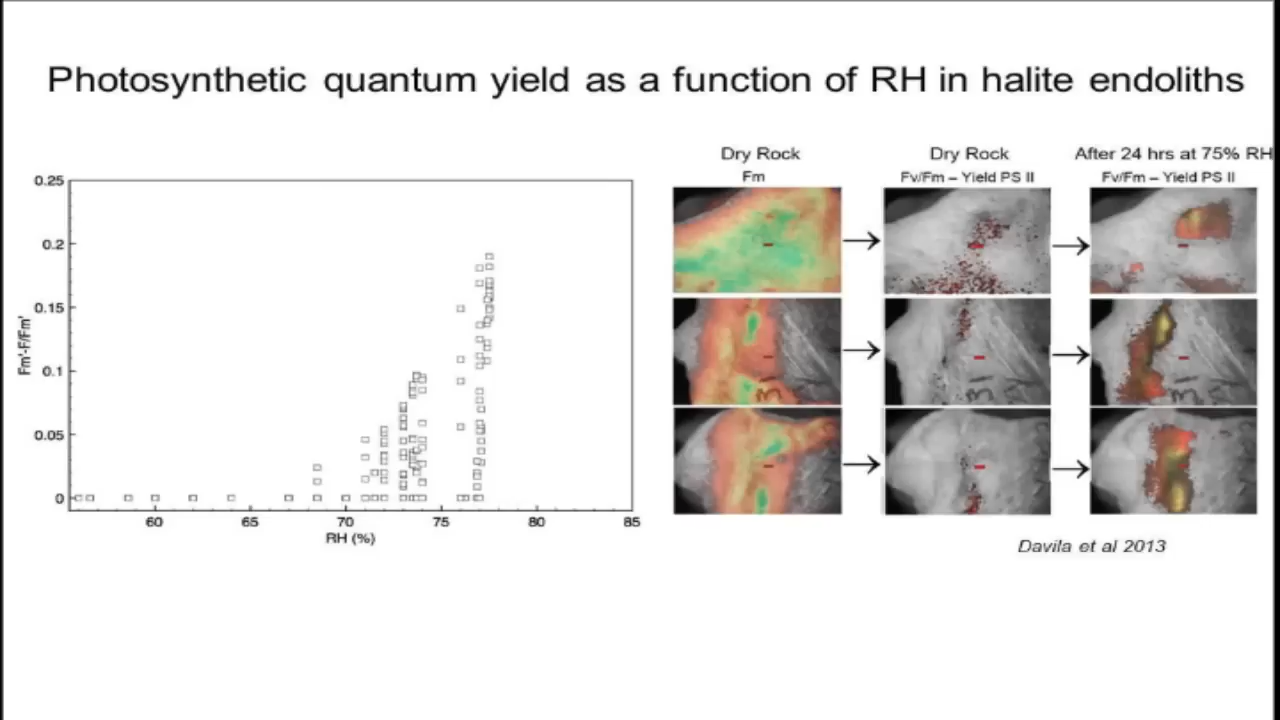 Photosynthetic quantum yield as a function of RH in halite endoliths
Dry Rock
Dry Rock
After 24 hrs at 75% RH
Fm
Fv/Fm – Yield PS II
Fv/Fm – Yield PS II
0.25
0.2
0.15
0.1
0.05
0
Fm'-F/Fm'
60
65
70
75
80
85
RH (%)
Davila et al 2013